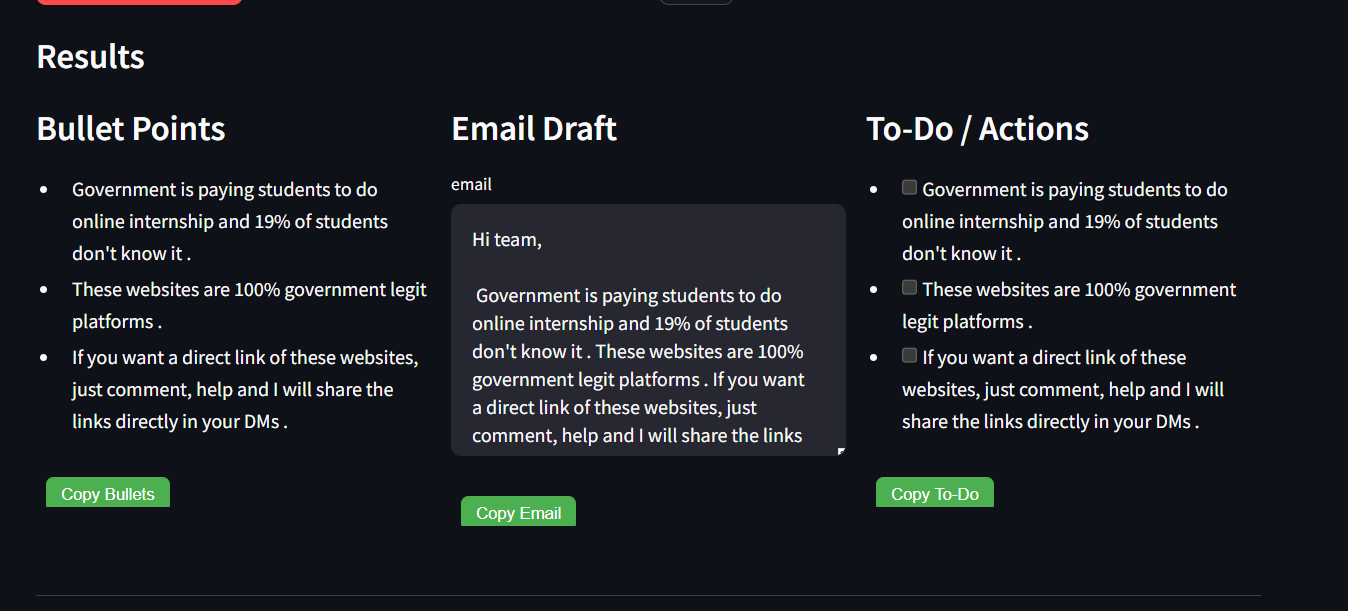 Results
Bullet Points
Government is paying students to do
online internship and 19% of students
don't know it .
These websites are 100% government legit
platforms .
If you want a direct link of these websites,
just comment, help and I will share the
links directly in your DMs .
Copy Bullets
Email Draft
email
Hi team,
Government is paying students to do
online internship and 19% of students
don't know it . These websites are 100%
government legit platforms . If you want
a direct link of these websites, just
comment, help and I will share the links
Copy Email
To-Do / Actions
Government is paying students to do
online internship and 19% of students
don't know it .
These websites are 100% government
legit platforms .
If you want a direct link of these
websites, just comment, help and I will
share the links directly in your DMs .
Copy To-Do